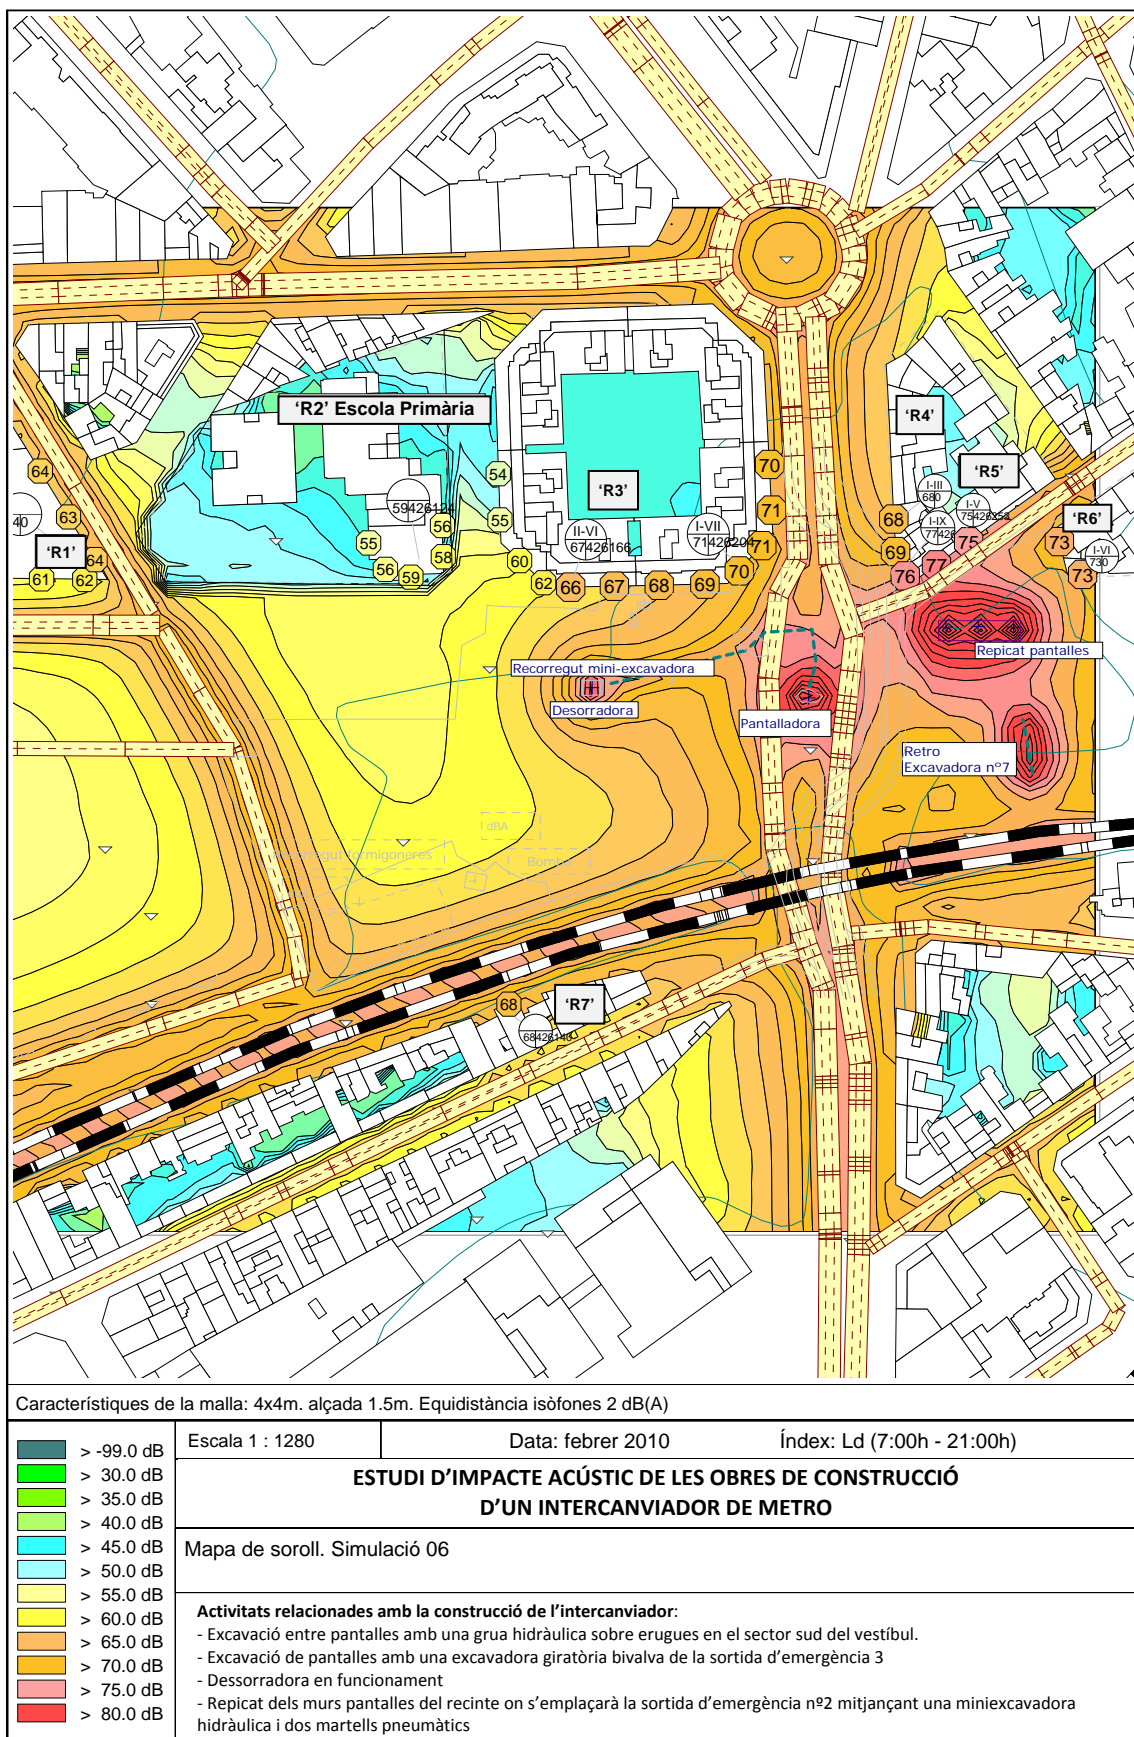 'R2' Escola Primària
'R4'
'R3'
'R5'
'R6'
'R1'
64
63
64
61
62
40
54
55
59426124
56
55
58
56
59
60
62
II-VI
67426166
I-VII
71426204
66
67
68
69
70
71
70
71
I-III
680
I-V
75426252
I-IX
77426
68
69
75
76
77
73
I-VI
730
73
Repicat pantalles
Recorregut mini-excavadora
Desorradora
Pantalladora
Retro
Excavadora nº7
dBA
Recorregut formigoneres
Bomba
68
'R7'
68426140
Característiques de la malla: 4x4m. alçada 1.5m. Equidistància isòfones 2 dB(A)
Escala 1 : 1280
Data: febrer 2010
Índex: Ld (7:00h - 21:00h)
ESTUDI D'IMPACTE ACÚSTIC DE LES OBRES DE CONSTRUCCIÓ
D'UN INTERCANVIADOR DE METRO
Mapa de soroll. Simulació 06
Activitats relacionades amb la construcció de l'intercanviador:
- Excavació entre pantalles amb una grua hidràulica sobre erugues en el sector sud del vestíbul.
- Excavació de pantalles amb una excavadora giratòria bivalva de la sortida d'emergència 3
- Dessorradora en funcionament
- Repicat dels murs pantalles del recinte on s'emplaçarà la sortida d'emergència nº2 mitjançant una miniexcavadora
hidràulica i dos martells pneumàtics
> -99.0 dB
> 30.0 dB
> 35.0 dB
> 40.0 dB
> 45.0 dB
> 50.0 dB
> 55.0 dB
> 60.0 dB
> 65.0 dB
> 70.0 dB
> 75.0 dB
> 80.0 dB